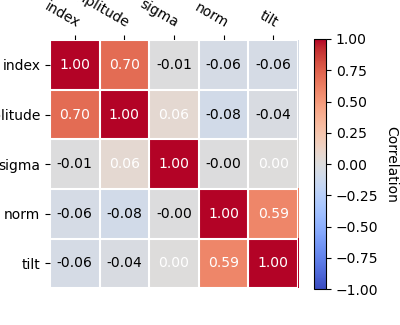 index plitude sigma norm tilt
index 1.00 0.70 -0.01 -0.06 -0.06
litude 0.70 1.00 0.06 -0.08 -0.04
sigma -0.01 0.06 1.00 -0.00 0.00
norm -0.06 -0.08 -0.00 1.00 0.59
tilt -0.06 -0.04 0.00 0.59 1.00
1.00
0.75
0.50
0.25
0.00
−0.25
−0.50
−0.75
−1.00
Correlation